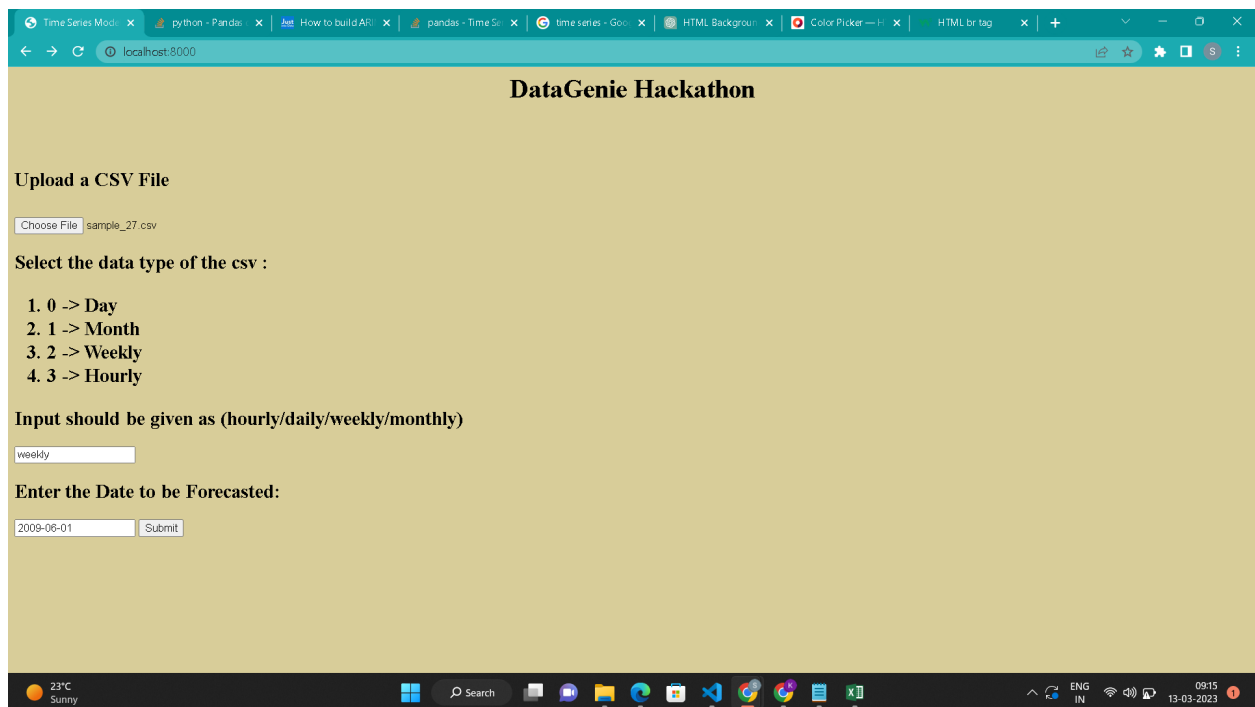 Time Series Mode
python - Pandas
How to build ARI
pandas - Time Se
time series - Goo
HTML Backgroun
Color Picker — H
HTML br tag
localhost:8000
S
DataGenie Hackathon
Upload a CSV File
Choose File sample_27.csv
Select the data type of the csv :
1. 0 -> Day
2. 1 -> Month
3. 2 -> Weekly
4. 3 -> Hourly
Input should be given as (hourly/daily/weekly/monthly)
weekly
Enter the Date to be Forecasted:
2009-06-01 Submit
23°C
Sunny
Search
ENG
IN
09:15
13-03-2023
1